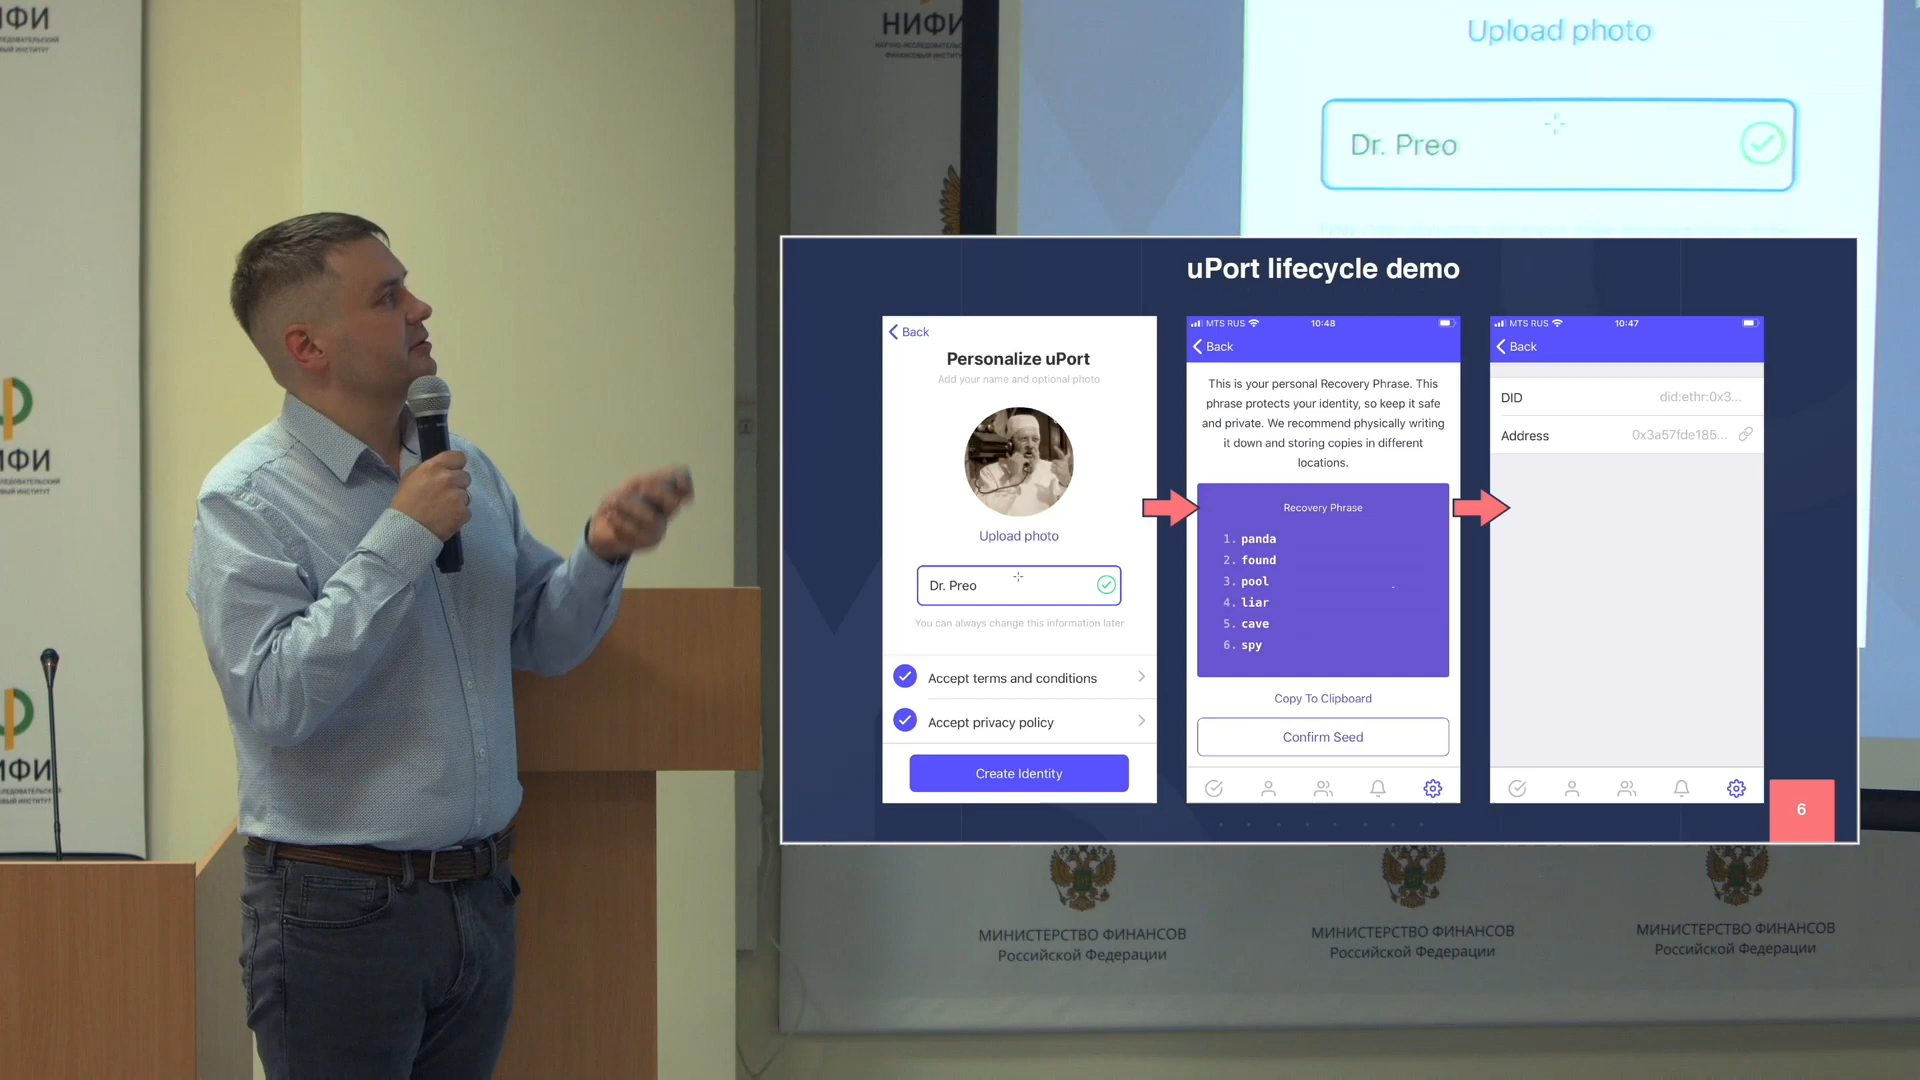 НИФИ
НАУЧНО-ИССЛЕДОВАТЕЛЬСКИЙ
ФИНАНСОВЫЙ ИНСТИТУТ
Upload photo
Dr. Preo
uPort lifecycle demo
Back
Personalize uPort
Add your name and optional photo
Upload photo
Dr. Preo
You can always change this information later
Accept terms and conditions
Accept privacy policy
Create Identity
MTS RUS 10:48
Back
This is your personal Recovery Phrase. This
phrase protects your identity, so keep it safe
and private. We recommend physically writing
it down and storing copies in different
locations.
Recovery Phrase
1. panda
2. found
3. pool
4. liar
5. cave
6. spy
Copy To Clipboard
Confirm Seed
MTS RUS 10:47
Back
DID did:ethr:0x3...
Address 0x3a57fde185...
6
МИНИСТЕРСТВО ФИНАНСОВ
Российской Федерации
МИНИСТЕРСТВО ФИНАНСОВ
Российской Федерации
МИНИСТЕРСТВО ФИНАНСОВ
Российской Федерации